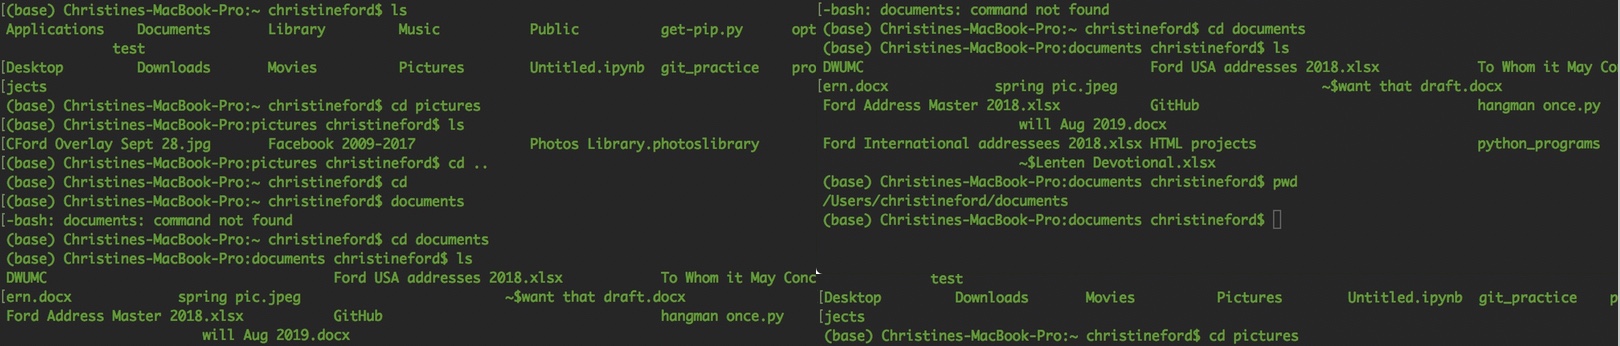 [(base) Christines-MacBook-Pro:~ christineford$ ls
Applications Documents Library Music Public get-pip.py opt
test
[Desktop Downloads Movies Pictures Untitled.ipynb git_practice pro
[jects
(base) Christines-MacBook-Pro:~ christineford$ cd pictures
[(base) Christines-MacBook-Pro:pictures christineford$ ls
[CFord Overlay Sept 28.jpg Facebook 2009-2017 Photos Library.photoslibrary
[(base) Christines-MacBook-Pro:pictures christineford$ cd ..
(base) Christines-MacBook-Pro:~ christineford$ cd
[(base) Christines-MacBook-Pro:~ christineford$ documents
[-bash: documents: command not found
(base) Christines-MacBook-Pro:~ christineford$ cd documents
(base) Christines-MacBook-Pro:documents christineford$ ls
DWUMC Ford USA addresses 2018.xlsx To Whom it May Conc
[ern.docx spring pic.jpeg ~$want that draft.docx
Ford Address Master 2018.xlsx GitHub hangman once.py
will Aug 2019.docx
[-bash: documents: command not found
(base) Christines-MacBook-Pro:~ christineford$ cd documents
(base) Christines-MacBook-Pro:documents christineford$ ls
DWUMC Ford USA addresses 2018.xlsx To Whom it May Co
[ern.docx spring pic.jpeg ~$want that draft.docx
Ford Address Master 2018.xlsx GitHub hangman once.py
will Aug 2019.docx
Ford International addressees 2018.xlsx HTML projects python_programs
~$Lenten Devotional.xlsx
(base) Christines-MacBook-Pro:documents christineford$ pwd
/Users/christineford/documents
(base) Christines-MacBook-Pro:documents christineford$
test
[Desktop Downloads Movies Pictures Untitled.ipynb git_practice p
[jects
(base) Christines-MacBook-Pro:~ christineford$ cd pictures